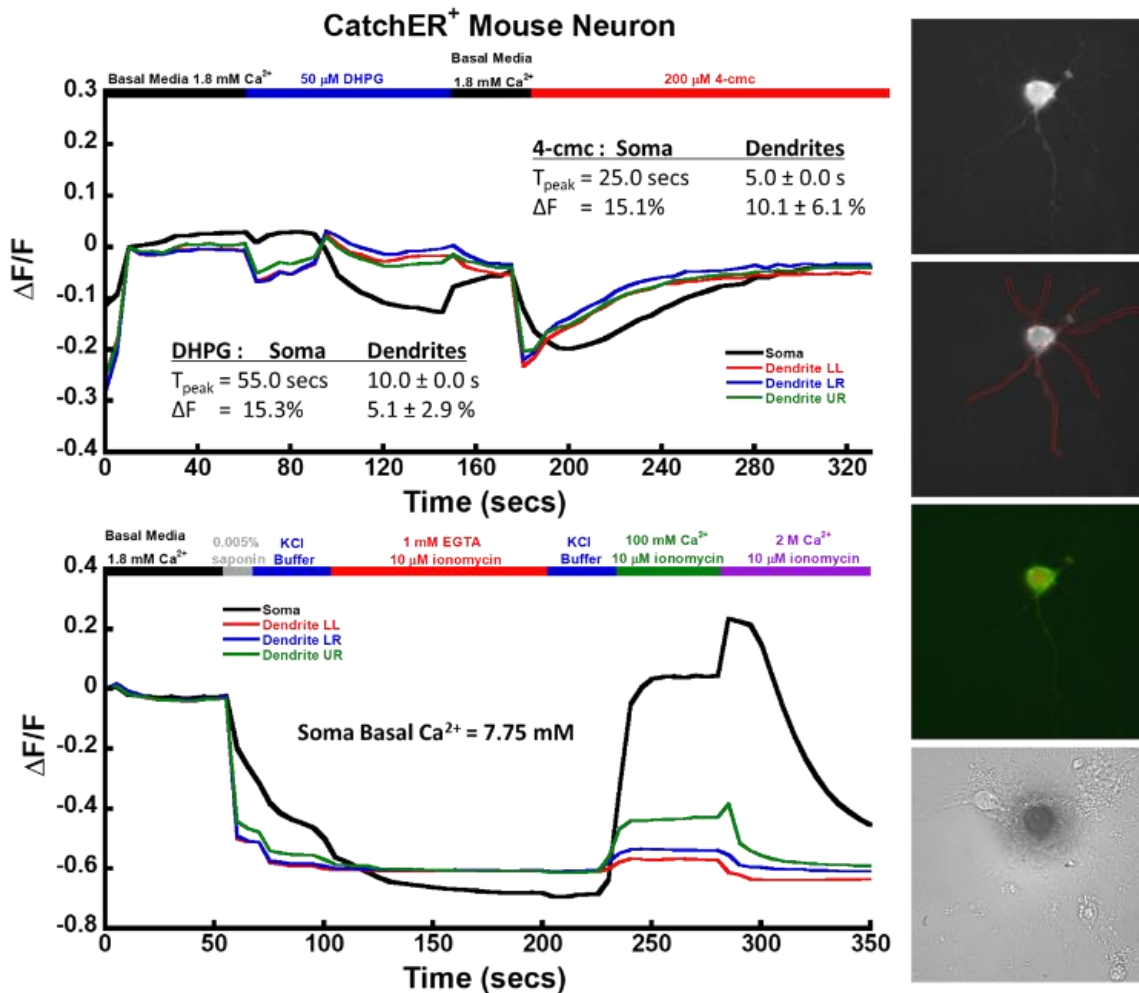 CatchER⁺ Mouse Neuron
Basal Media
Basal Media 1.8 mM Ca²⁺ 50 µM DHPG 1.8 mM Ca²⁺ 200 µM 4-cmc
0.3
0.2
0.1
0
-0.1
-0.2
-0.3
-0.4
ΔF/F
4-cmc : Soma Dendrites
Tpeak = 25.0 secs 5.0 ± 0.0 s
ΔF = 15.1% 10.1 ± 6.1 %
DHPG : Soma Dendrites
Tpeak = 55.0 secs 10.0 ± 0.0 s
ΔF = 15.3% 5.1 ± 2.9 %
Soma
Dendrite LL
Dendrite LR
Dendrite UR
0 40 80 120 160 200 240 280 320
Time (secs)
Basal Media 0.005% KCl 1 mM EGTA KCl 100 mM Ca²⁺ 2 M Ca²⁺
1.8 mM Ca²⁺ saponin Buffer 10 µM ionomycin Buffer 10 µM ionomycin 10 µM ionomycin
0.4
0.2
0
-0.2
-0.4
-0.6
-0.8
ΔF/F
Soma
Dendrite LL
Dendrite LR
Dendrite UR
Soma Basal Ca²⁺ = 7.75 mM
0 50 100 150 200 250 300 350
Time (secs)